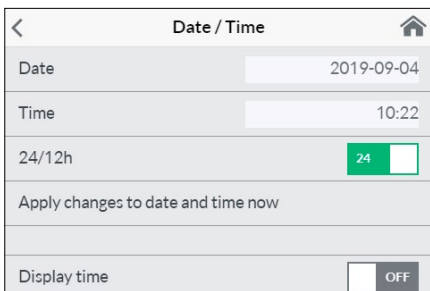 Date / Time
Date 2019-09-04
Time 10:22
24/12h 24
Apply changes to date and time now
Display time OFF